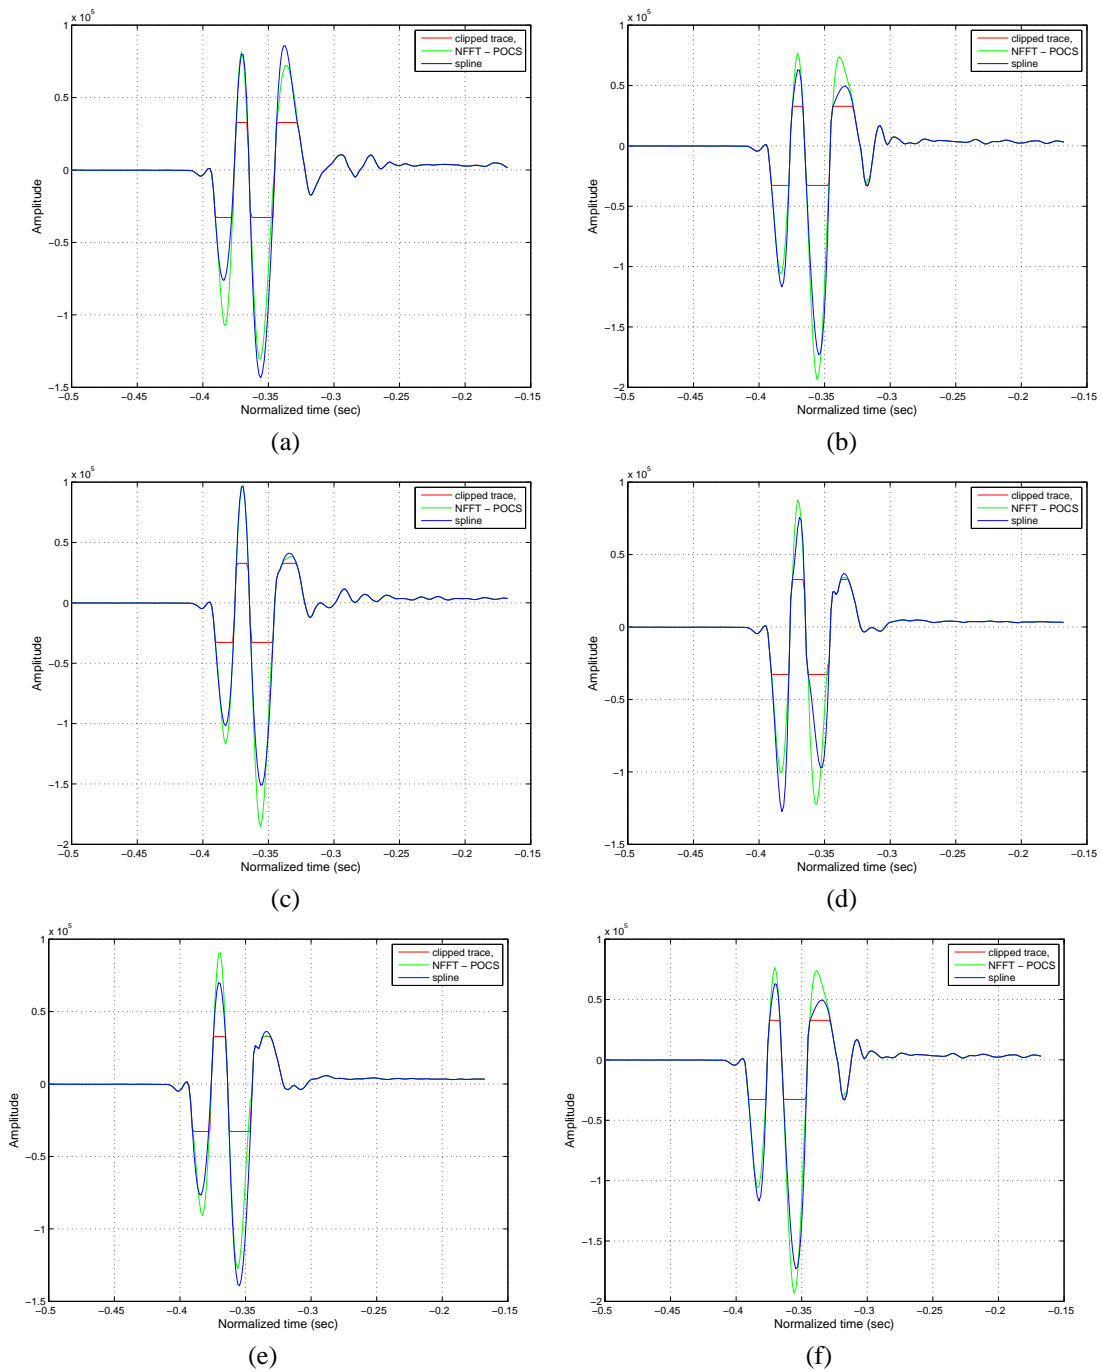 x 10^5
1
0.5
0
−0.5
−1
−1.5
Amplitude
−0.5 −0.45 −0.4 −0.35 −0.3 −0.25 −0.2 −0.15
Normalized time (sec)
clipped trace,
NFFT − POCS
spline
(a)
x 10^5
1
0.5
0
−0.5
−1
−1.5
−2
Amplitude
−0.5 −0.45 −0.4 −0.35 −0.3 −0.25 −0.2 −0.15
Normalized time (sec)
clipped trace,
NFFT − POCS
spline
(b)
x 10^5
1
0.5
0
−0.5
−1
−1.5
−2
Amplitude
−0.5 −0.45 −0.4 −0.35 −0.3 −0.25 −0.2 −0.15
Normalized time (sec)
clipped trace,
NFFT − POCS
spline
(c)
x 10^5
1
0.5
0
−0.5
−1
−1.5
Amplitude
−0.5 −0.45 −0.4 −0.35 −0.3 −0.25 −0.2 −0.15
Normalized time (sec)
clipped trace,
NFFT − POCS
spline
(d)
x 10^5
1
0.5
0
−0.5
−1
−1.5
Amplitude
−0.5 −0.45 −0.4 −0.35 −0.3 −0.25 −0.2 −0.15
Normalized time (sec)
clipped trace,
NFFT − POCS
spline
(e)
x 10^5
1
0.5
0
−0.5
−1
−1.5
−2
Amplitude
−0.5 −0.45 −0.4 −0.35 −0.3 −0.25 −0.2 −0.15
Normalized time (sec)
clipped trace,
NFFT − POCS
spline
(f)